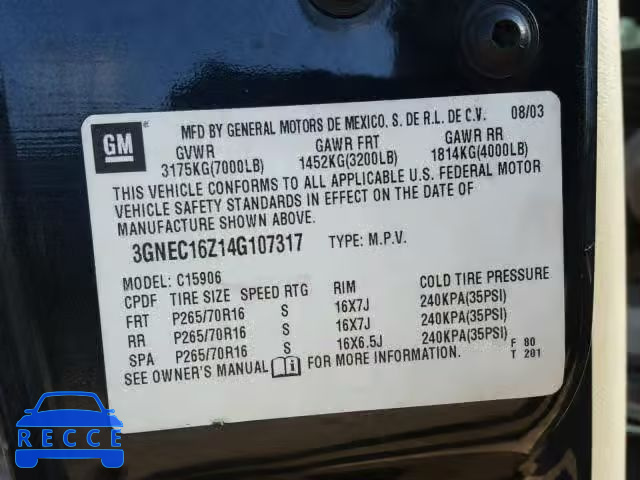 GM
MFD BY GENERAL MOTORS DE MEXICO. S. DE R.L. DE C.V. 08/03
GVWR GAWR FRT GAWR RR
3175KG(7000LB) 1452KG(3200LB) 1814KG(4000LB)
THIS VEHICLE CONFORMS TO ALL APPLICABLE U.S. FEDERAL MOTOR
VEHICLE SAFETY STANDARDS IN EFFECT ON THE DATE OF
MANUFACTURE SHOWN ABOVE.
3GNEC16Z14G107317 TYPE: M.P.V.
MODEL: C15906
CPDF TIRE SIZE SPEED RTG RIM COLD TIRE PRESSURE
FRT P265/70R16 S 16X7J 240KPA(35PSI)
RR P265/70R16 S 16X7J 240KPA(35PSI)
SPA P265/70R16 S 16X6.5J 240KPA(35PSI)
SEE OWNER'S MANUAL FOR MORE INFORMATION.
F 80
T 201
RECCE